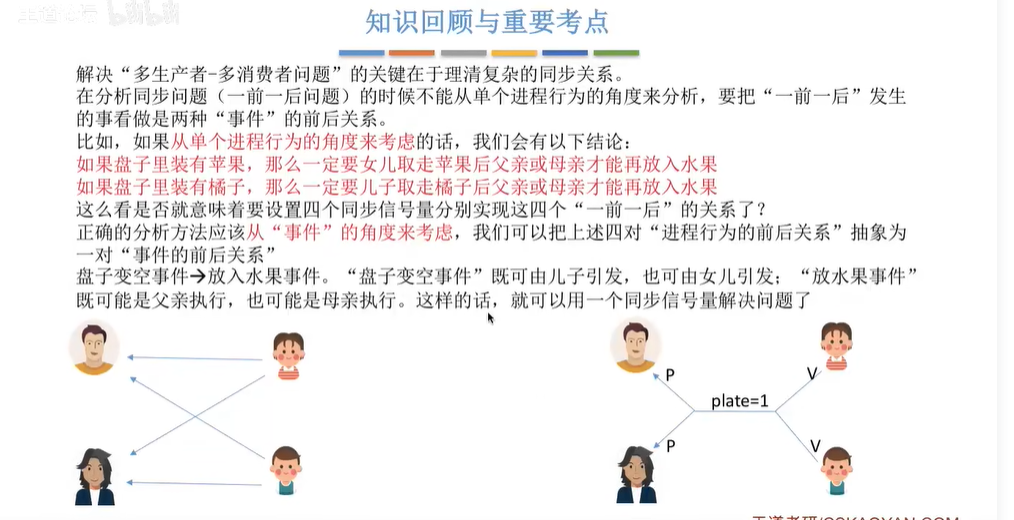 知识回顾与重要考点
解决“多生产者-多消费者问题”的关键在于理清复杂的同步关系。
在分析同步问题（一前一后问题）的时候不能从单个进程行为的角度来分析，要把“一前一后”发生
的事看做是两种“事件”的前后关系。
比如，如果从单个进程行为的角度来考虑的话，我们会有以下结论：
如果盘子里装有苹果，那么一定要女儿取走苹果后父亲或母亲才能再放入水果
如果盘子里装有橘子，那么一定要儿子取走橘子后父亲或母亲才能再放入水果
这么看是否就意味着要设置四个同步信号量分别实现这四个“一前一后”的关系了？
正确的分析方法应该从“事件”的角度来考虑，我们可以把上述四对“进程行为的前后关系”抽象为
一对“事件的前后关系”
盘子变空事件→放入水果事件。“盘子变空事件”既可由儿子引发，也可由女儿引发；“放水果事件”
既可能是父亲执行，也可能是母亲执行。这样的话，就可以用一个同步信号量解决问题了
P
V
plate=1
P
V